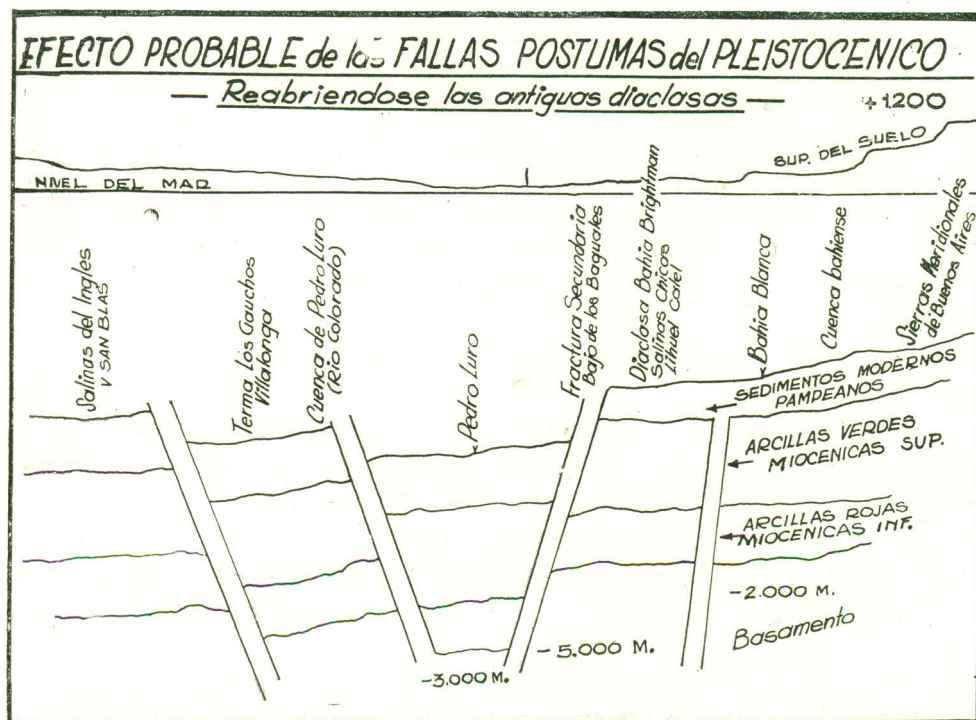 EFECTO PROBABLE de las FALLAS POSTUMAS del PLEISTOCENICO
— Reabriendose las antiguas diaclasas —
+1.200
SUP. DEL SUELO
NIVEL DEL MAR
Salinas del Ingles
Y SAN BLAS
Terma Los Gauchos
Villalonga
Cuenca de Pedro Luro
(Rio Colorado)
Pedro Luro
Fractura Secundaria
Bajo de los Baguales
Diaclasa Bahia Brightman
Salinas Chicas
Lihuel Calel
Bahia Blanca
Cuenca bahiense
Sierras Meridionales
de Buenos Aires
SEDIMENTOS MODERNOS
PAMPEANOS
ARCILLAS VERDES
MIOCENICAS SUP.
ARCILLAS ROJAS
MIOCENICAS INF.
-2.000 M.
Basamento
-5.000 M.
-3.000 M.